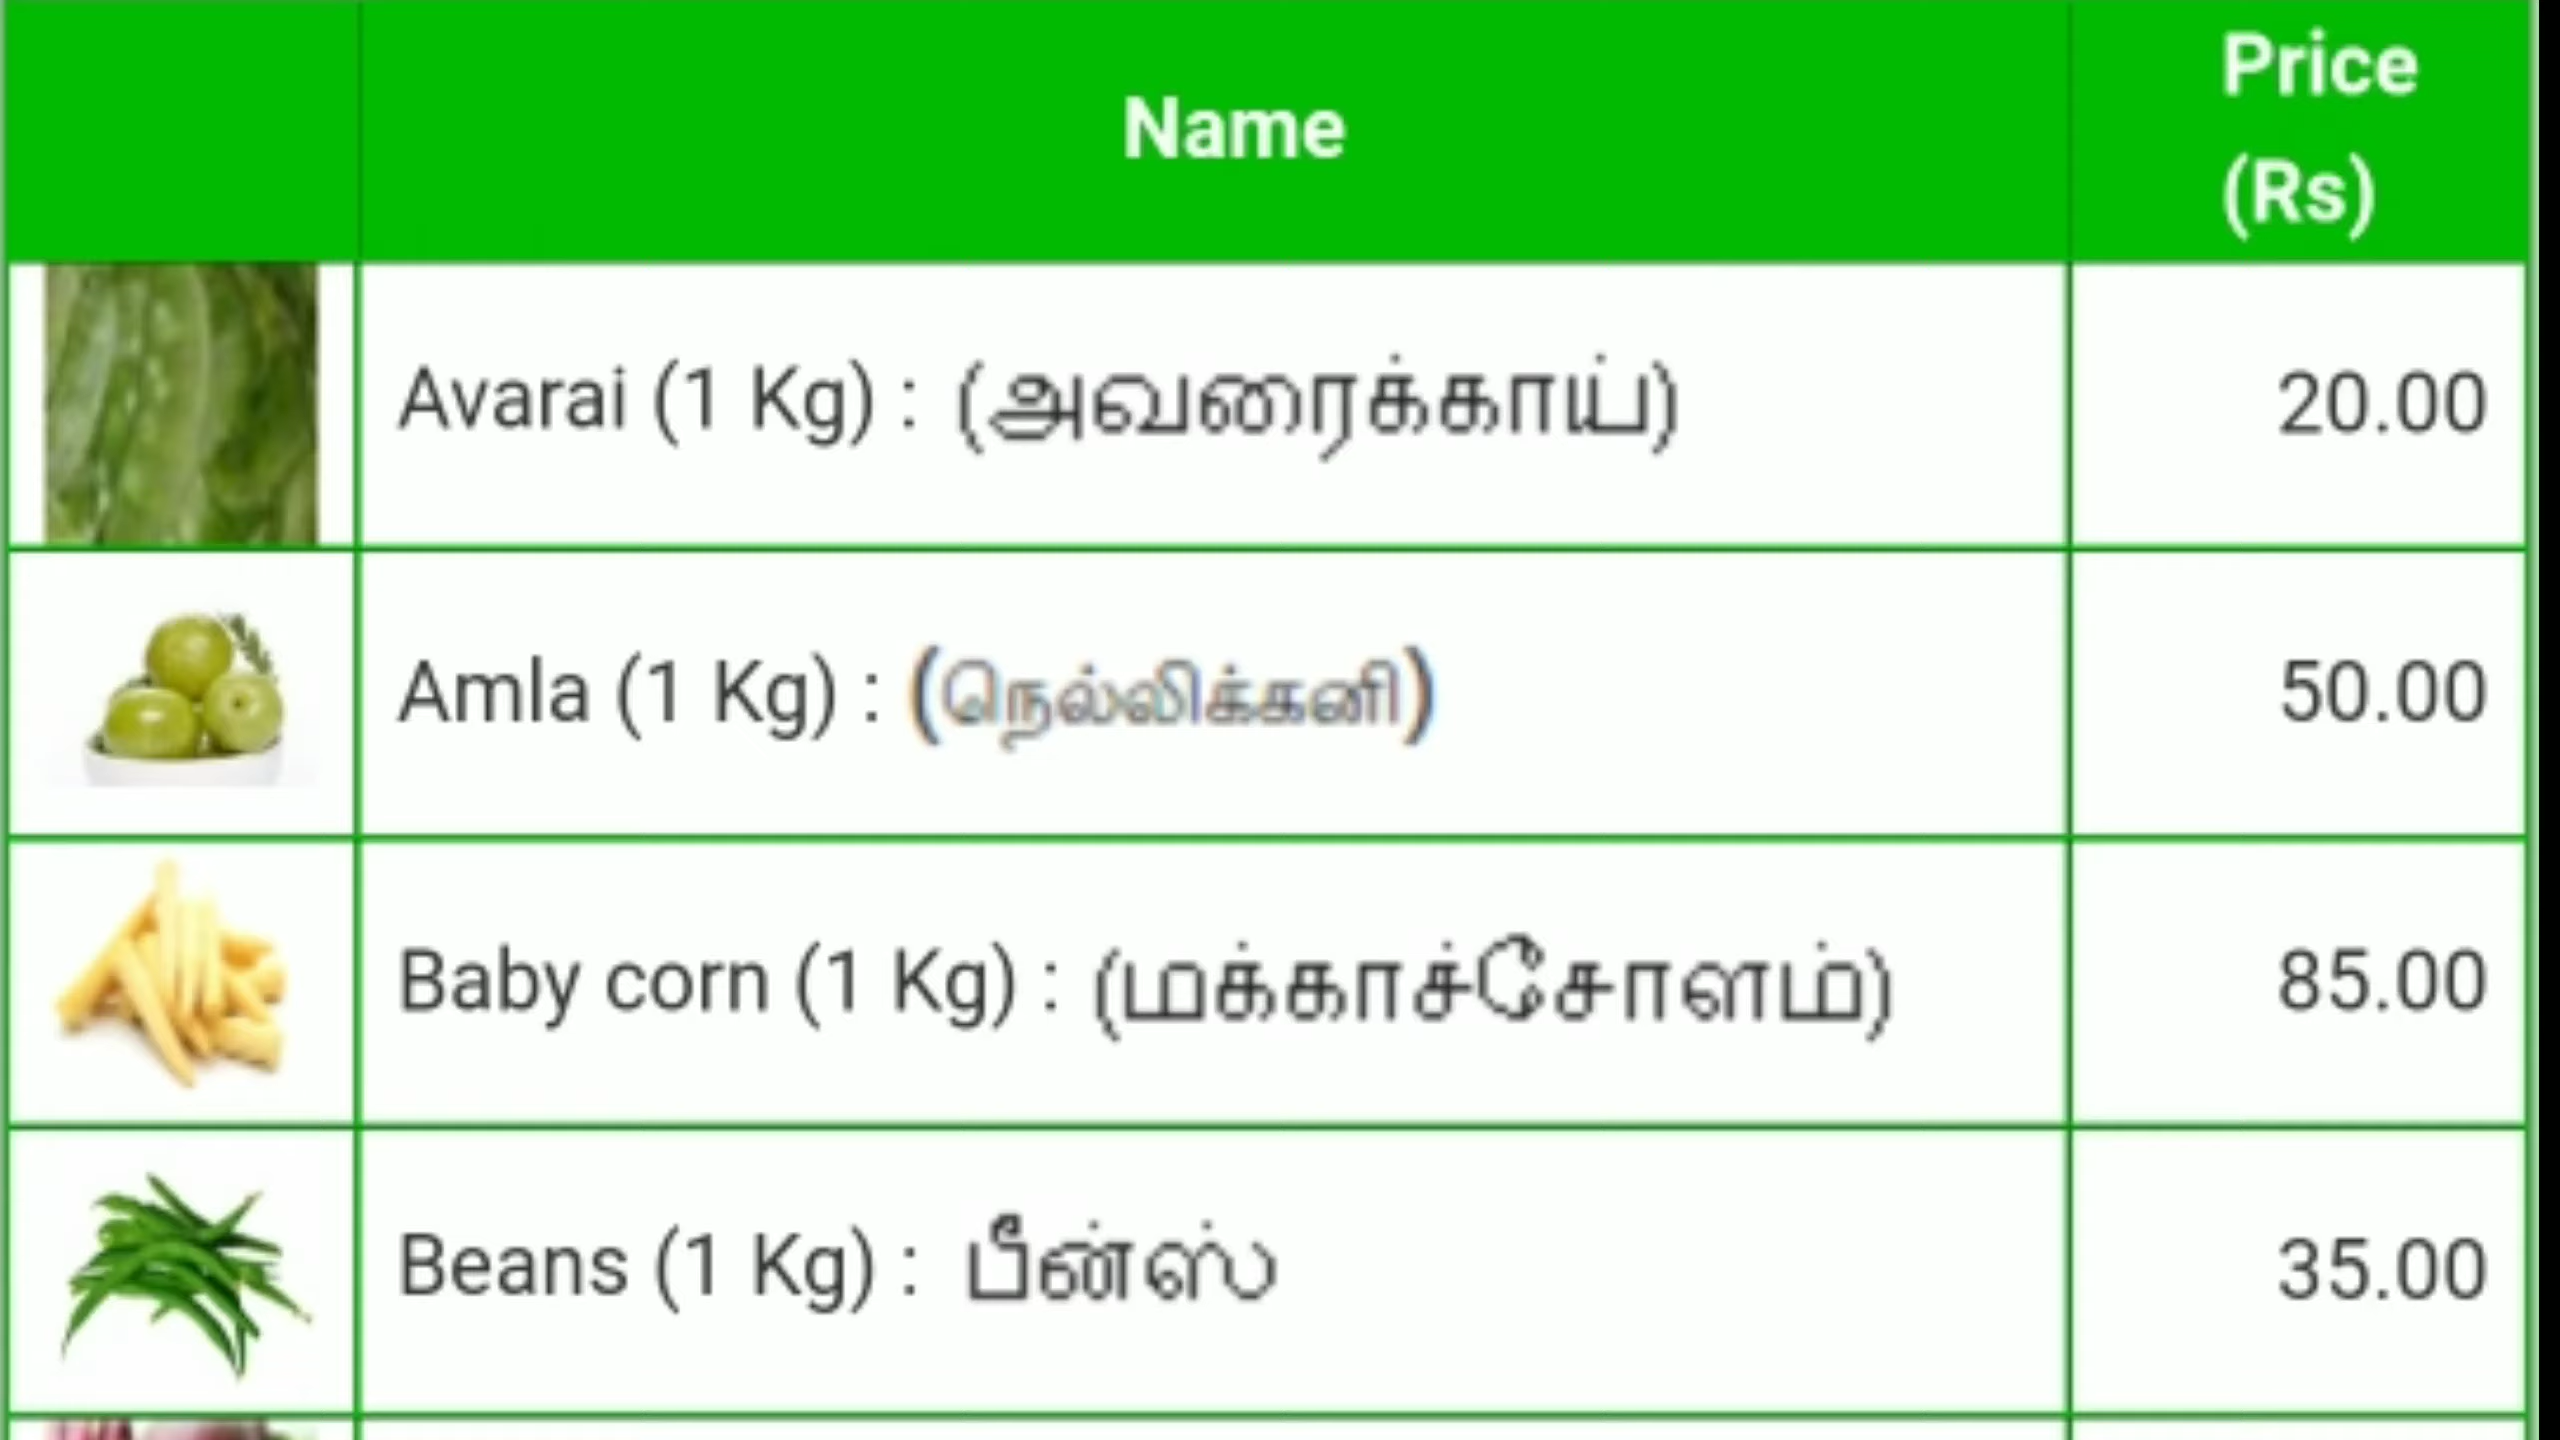 Name
Price
(Rs)
Avarai (1 Kg) : (அவரைக்காய்) 20.00
Amla (1 Kg) : (நெல்லிக்கனி) 50.00
Baby corn (1 Kg) : (மக்காச்சோளம்) 85.00
Beans (1 Kg) : பீன்ஸ் 35.00